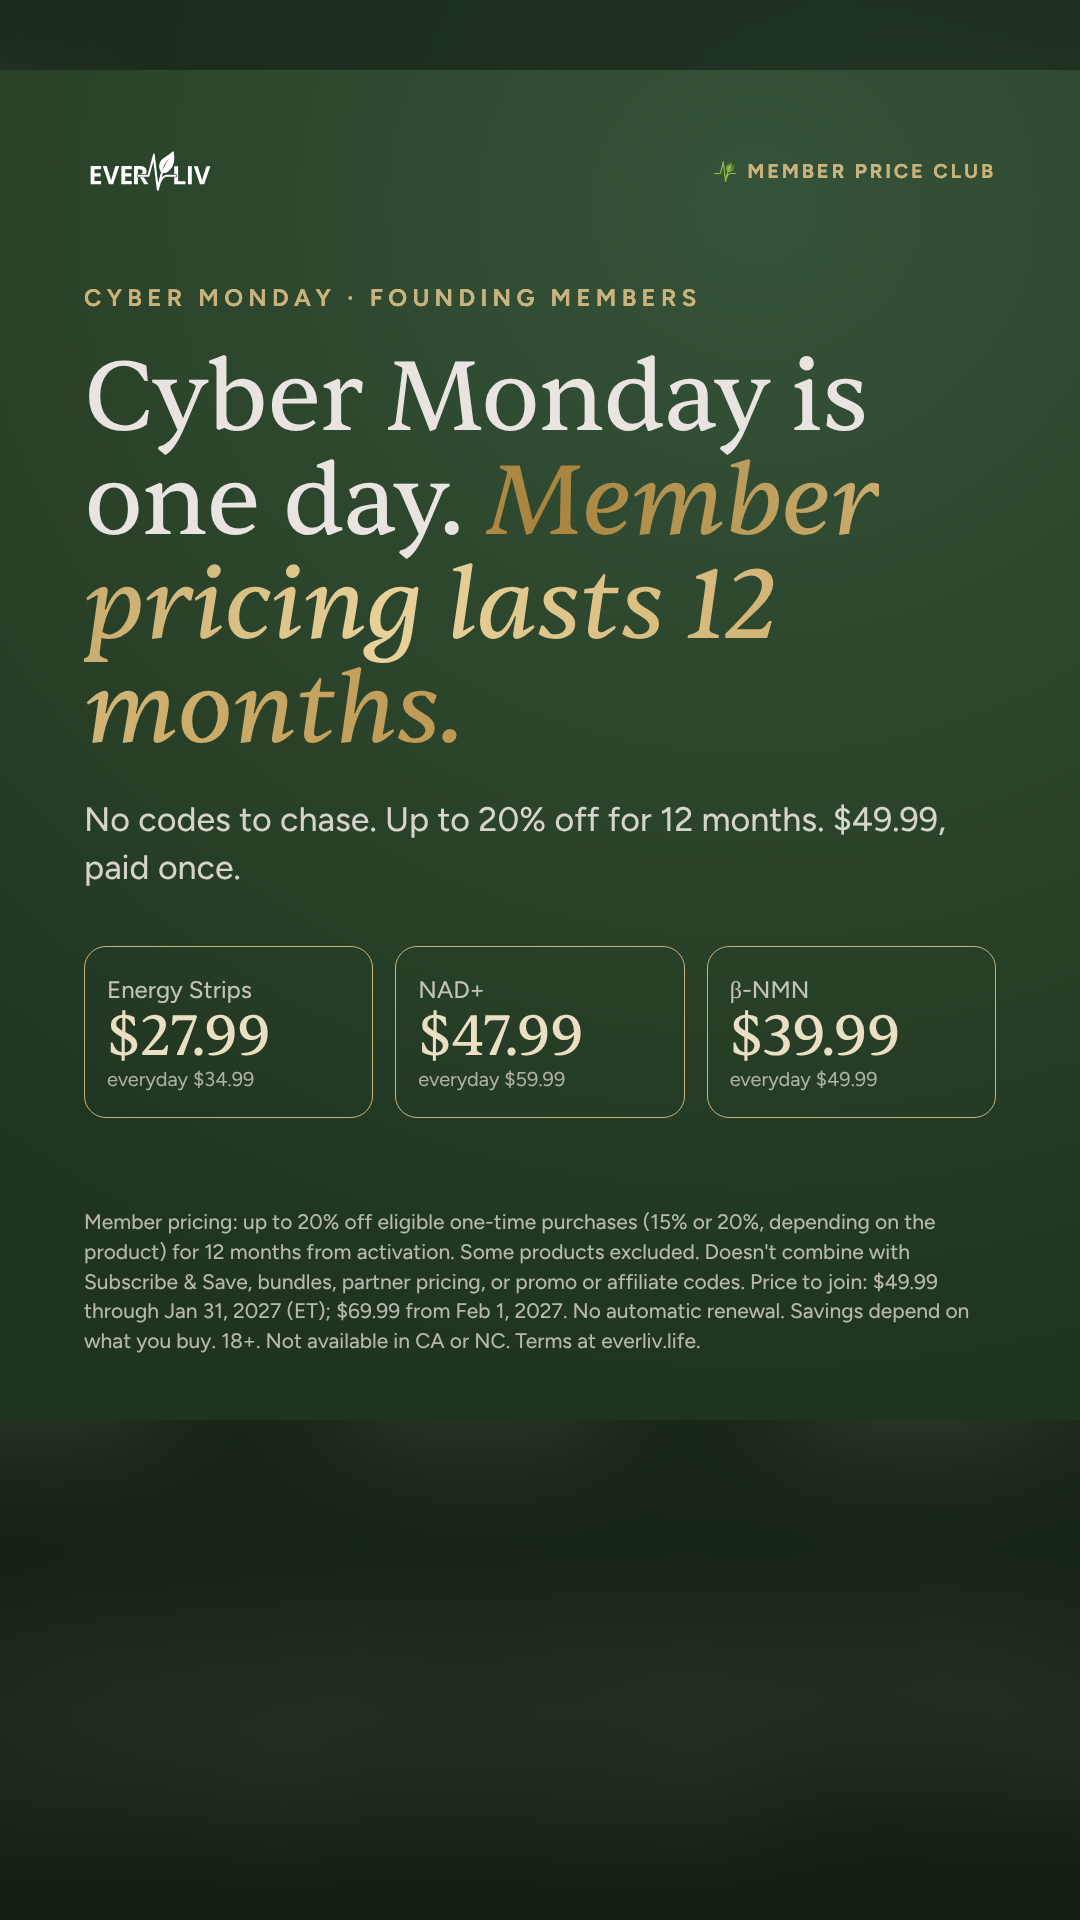 EVERLIV
MEMBER PRICE CLUB
CYBER MONDAY · FOUNDING MEMBERS
Cyber Monday is
one day. Member
pricing lasts 12
months.
No codes to chase. Up to 20% off for 12 months. $49.99,
paid once.
Energy Strips
$27.99
everyday $34.99
NAD+
$47.99
everyday $59.99
β-NMN
$39.99
everyday $49.99
Member pricing: up to 20% off eligible one-time purchases (15% or 20%, depending on the
product) for 12 months from activation. Some products excluded. Doesn't combine with
Subscribe & Save, bundles, partner pricing, or promo or affiliate codes. Price to join: $49.99
through Jan 31, 2027 (ET); $69.99 from Feb 1, 2027. No automatic renewal. Savings depend on
what you buy. 18+. Not available in CA or NC. Terms at everliv.life.